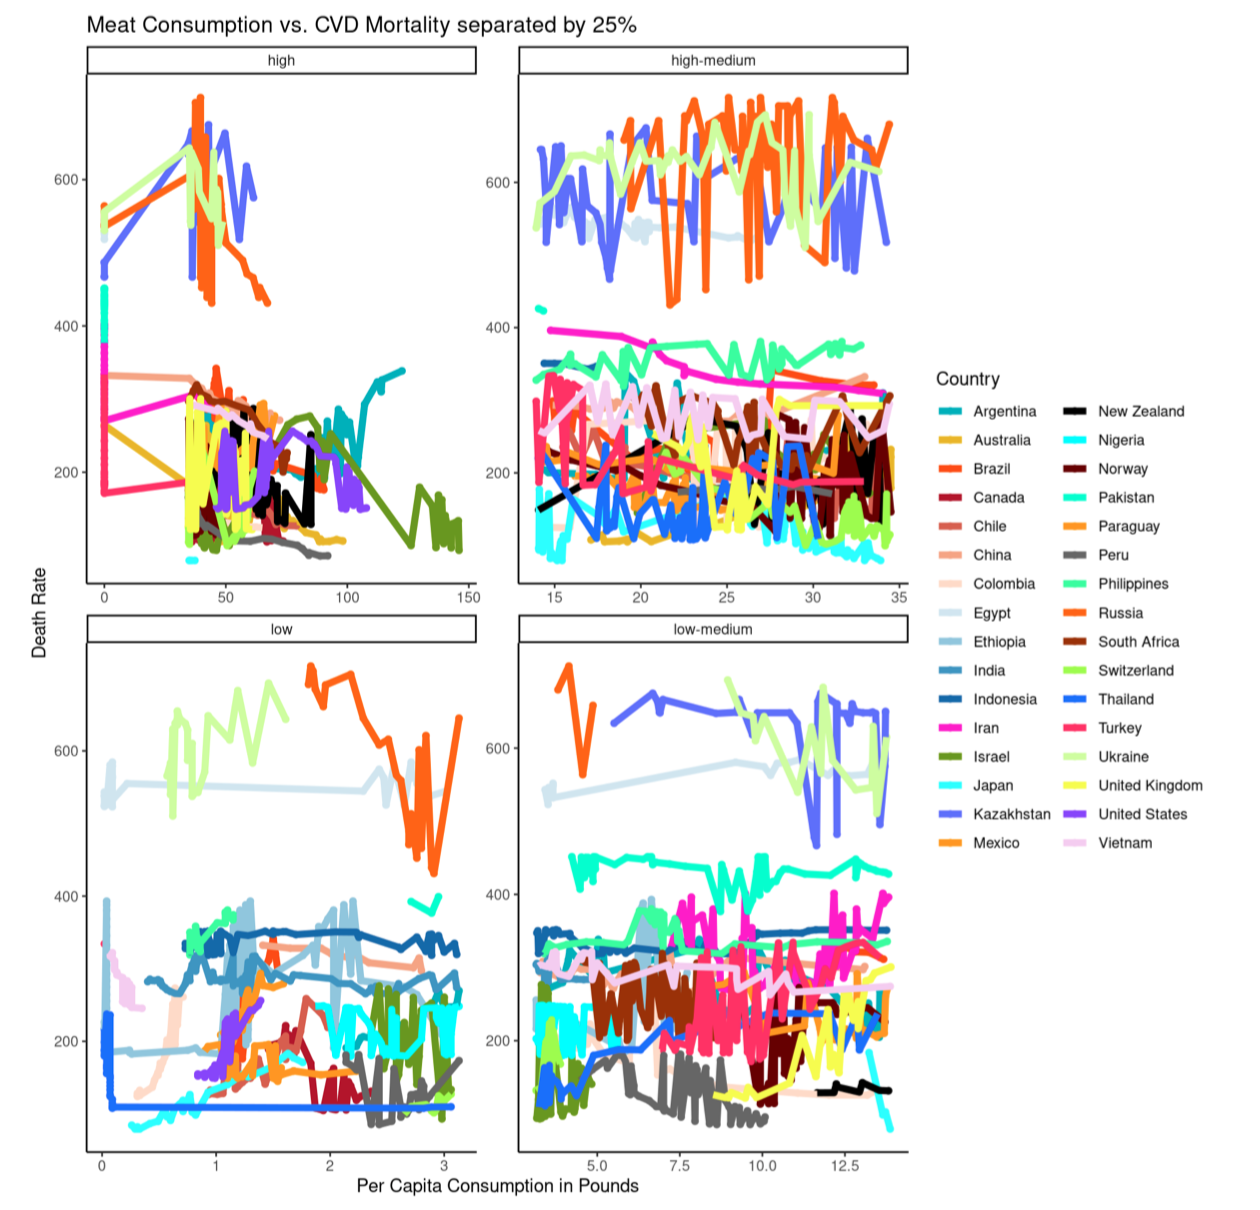 Meat Consumption vs. CVD Mortality separated by 25%
high
high-medium
600
400
200
0
50
100
150
600
400
200
15
20
25
30
35
low
low-medium
600
400
200
0
1
2
3
600
400
200
5.0
7.5
10.0
12.5
Death Rate
Per Capita Consumption in Pounds
Country
Argentina
Australia
Brazil
Canada
Chile
China
Colombia
Egypt
Ethiopia
India
Indonesia
Iran
Israel
Japan
Kazakhstan
Mexico
New Zealand
Nigeria
Norway
Pakistan
Paraguay
Peru
Philippines
Russia
South Africa
Switzerland
Thailand
Turkey
Ukraine
United Kingdom
United States
Vietnam